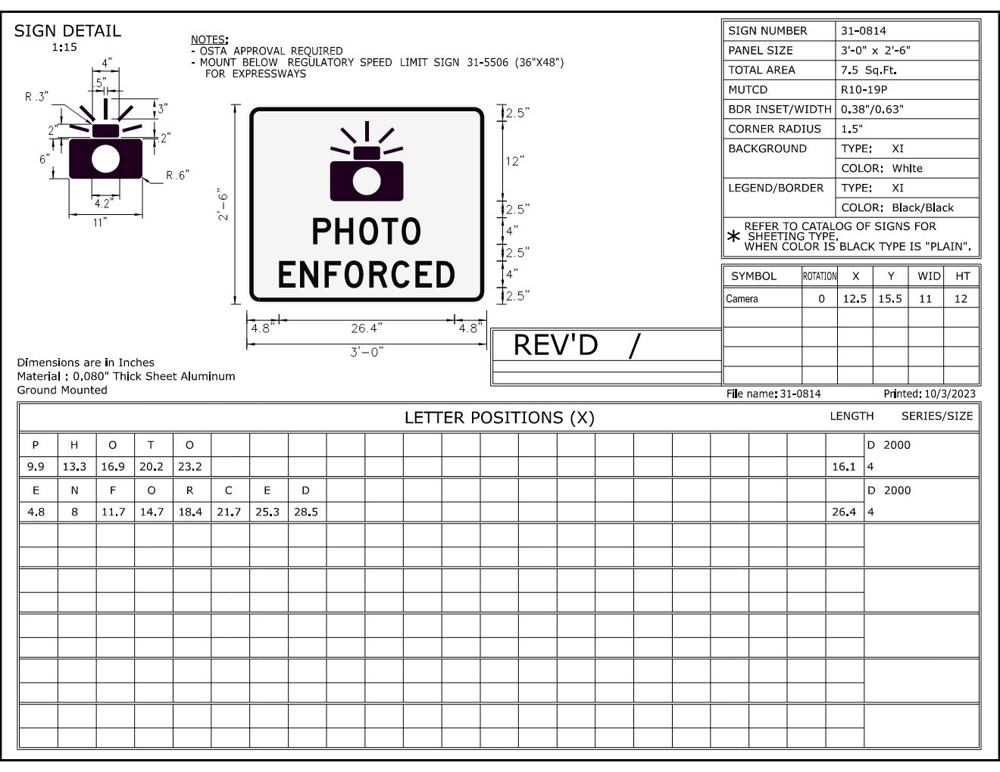 SIGN DETAIL
1:15
NOTES:
- OSTA APPROVAL REQUIRED
- MOUNT BELOW REGULATORY SPEED LIMIT SIGN 31-5506 (36"X48")
FOR EXPRESSWAYS
4"
.5"
R .3"
3"
2"
.2"
6"
R .6"
4.2"
11"
PHOTO
ENFORCED
2'-6"
2.5"
12"
2.5"
4"
2.5"
4"
2.5"
4.8" 26.4" 4.8"
3'-0"
SIGN NUMBER 31-0814
PANEL SIZE 3'-0" x 2'-6"
TOTAL AREA 7.5 Sq.Ft.
MUTCD R10-19P
BDR INSET/WIDTH 0.38"/0.63"
CORNER RADIUS 1.5"
BACKGROUND TYPE: XI
COLOR: White
LEGEND/BORDER TYPE: XI
COLOR: Black/Black
* REFER TO CATALOG OF SIGNS FOR
SHEETING TYPE.
WHEN COLOR IS BLACK TYPE IS "PLAIN".
SYMBOL ROTATION X Y WID HT
Camera 0 12.5 15.5 11 12
REV'D /
Dimensions are in Inches
Material : 0.080" Thick Sheet Aluminum
Ground Mounted
File name: 31-0814 Printed: 10/3/2023
LETTER POSITIONS (X) LENGTH SERIES/SIZE
P H O T O D 2000
9.9 13.3 16.9 20.2 23.2 16.1 4
E N F O R C E D D 2000
4.8 8 11.7 14.7 18.4 21.7 25.3 28.5 26.4 4